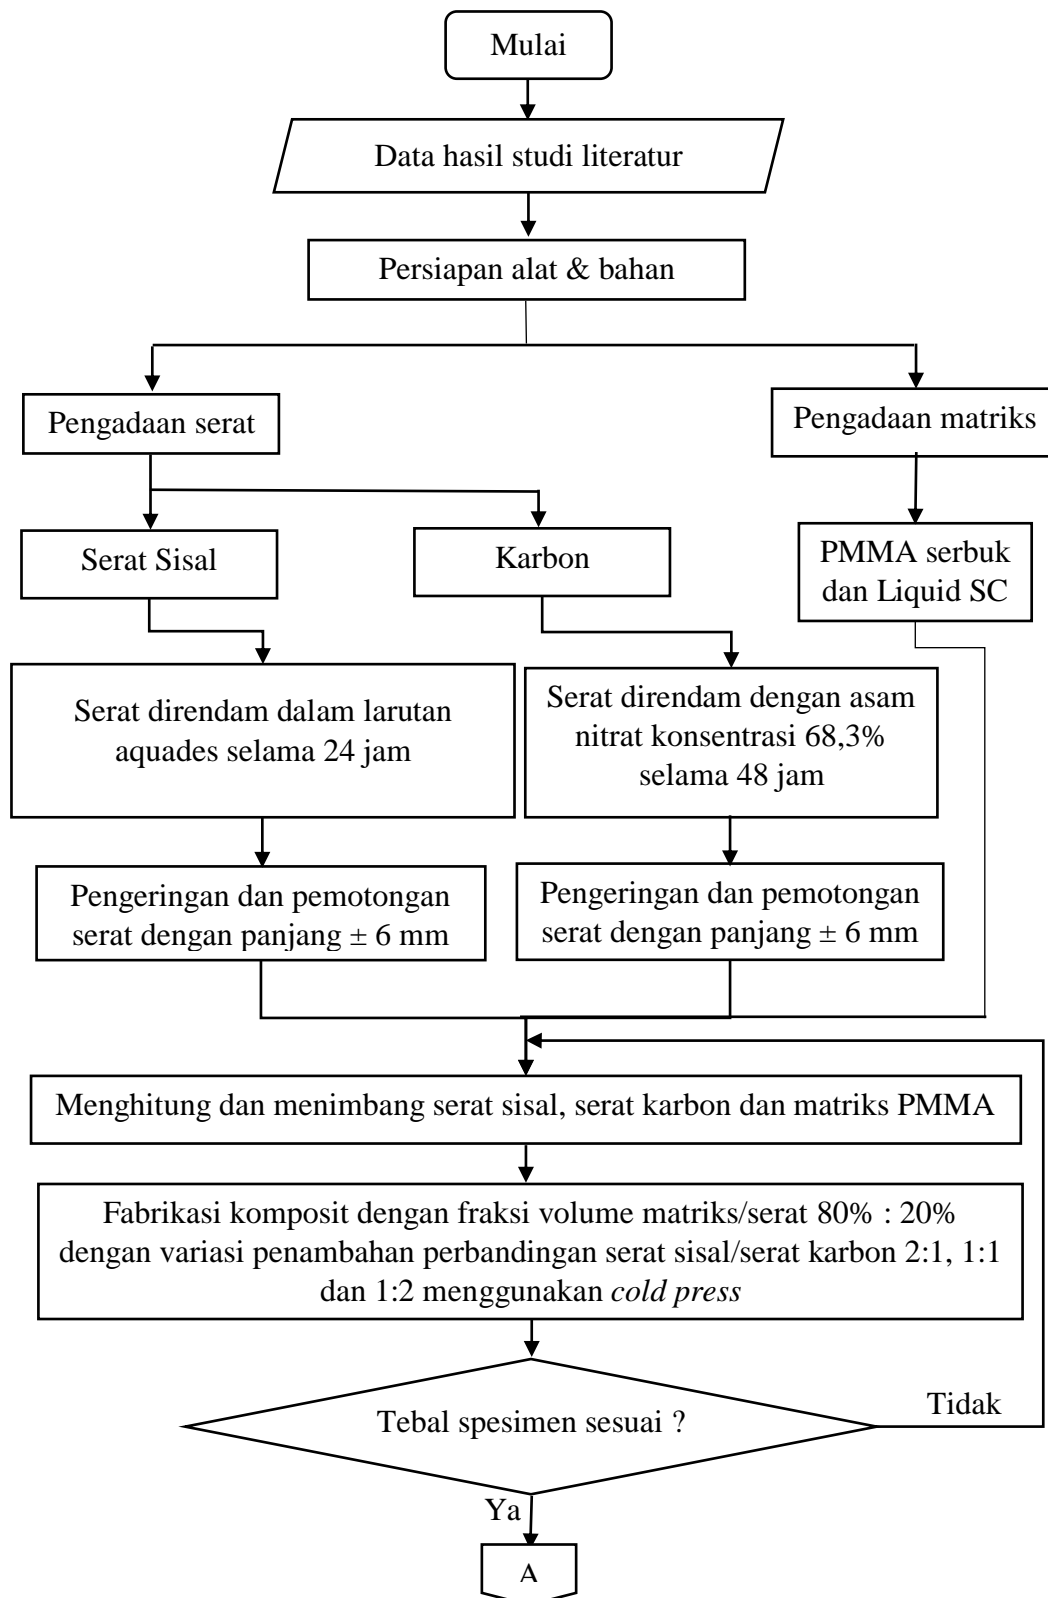 Mulai
Data hasil studi literatur
Persiapan alat & bahan
Pengadaan serat
Pengadaan matriks
Serat Sisal
Karbon
PMMA serbuk
dan Liquid SC
Serat direndam dalam larutan
aquades selama 24 jam
Serat direndam dengan asam
nitrat konsentrasi 68,3%
selama 48 jam
Pengeringan dan pemotongan
serat dengan panjang ± 6 mm
Pengeringan dan pemotongan
serat dengan panjang ± 6 mm
Menghitung dan menimbang serat sisal, serat karbon dan matriks PMMA
Fabrikasi komposit dengan fraksi volume matriks/serat 80% : 20%
dengan variasi penambahan perbandingan serat sisal/serat karbon 2:1, 1:1
dan 1:2 menggunakan cold press
Tebal spesimen sesuai ?
Tidak
Ya
A